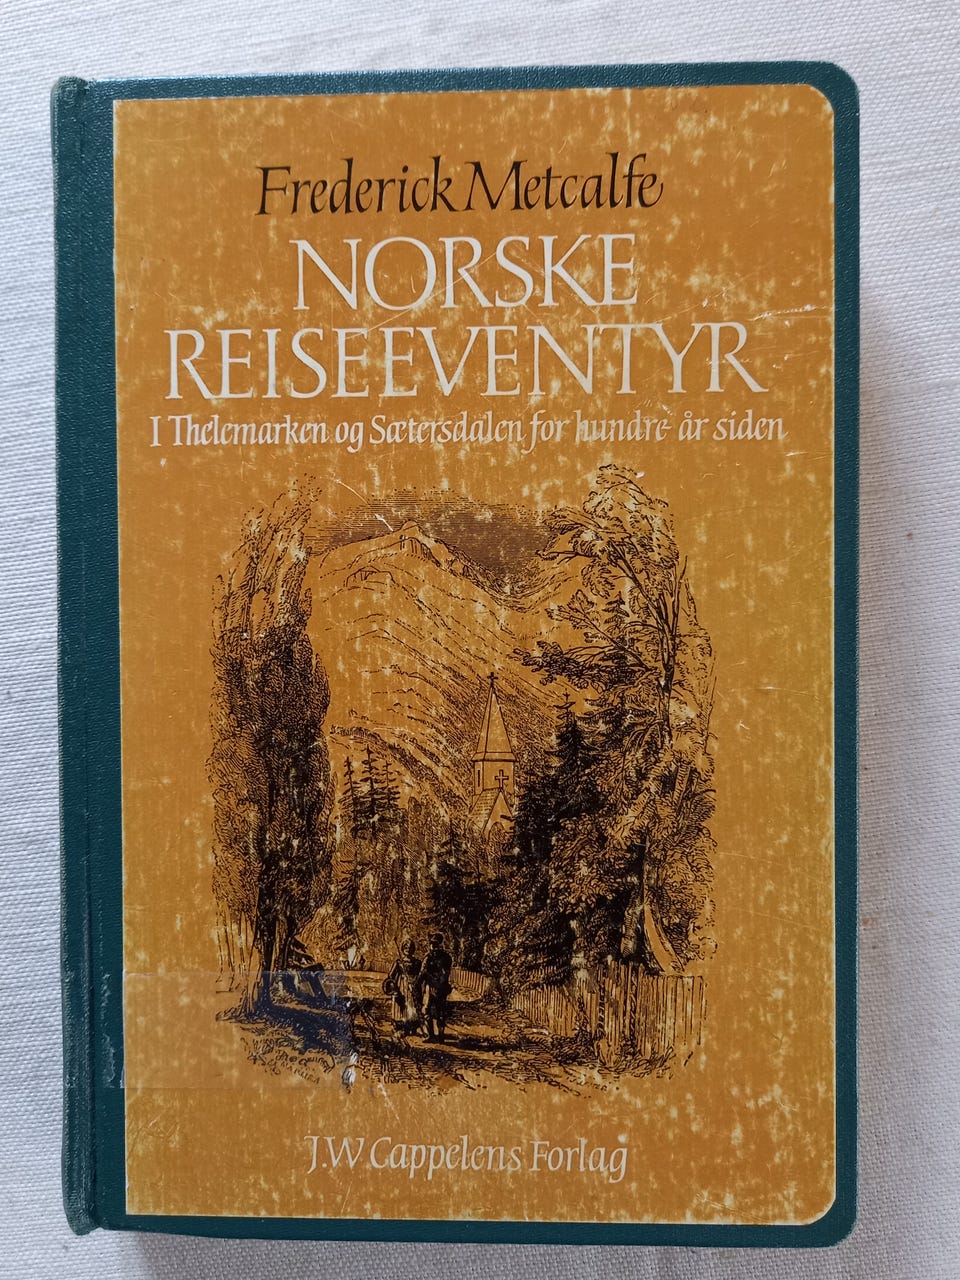 Frederick Metcalfe
NORSKE
REISEEVENTYR
I Thelemarken og Sætersdalen for hundre år siden
J.W. Cappelens Forlag